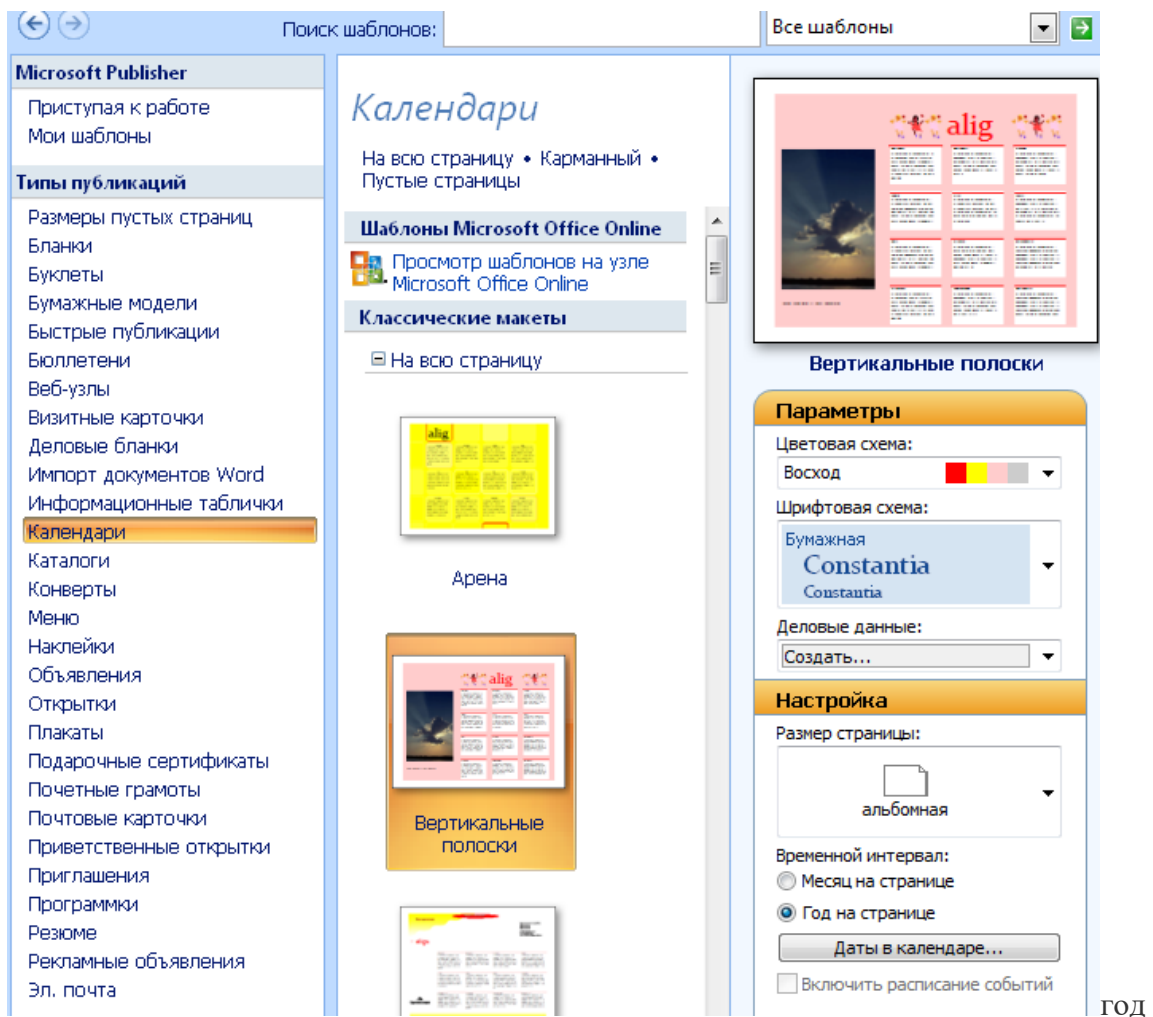 Поиск шаблонов:
Все шаблоны
Microsoft Publisher
Приступая к работе
Мои шаблоны
Типы публикаций
Размеры пустых страниц
Бланки
Буклеты
Бумажные модели
Быстрые публикации
Бюллетени
Веб-узлы
Визитные карточки
Деловые бланки
Импорт документов Word
Информационные таблички
Календари
Каталоги
Конверты
Меню
Наклейки
Объявления
Открытки
Плакаты
Подарочные сертификаты
Почетные грамоты
Почтовые карточки
Приветственные открытки
Приглашения
Программки
Резюме
Рекламные объявления
Эл. почта
Календари
На всю страницу • Карманный •
Пустые страницы
Шаблоны Microsoft Office Online
Просмотр шаблонов на узле
Microsoft Office Online
Классические макеты
На всю страницу
alig
Арена
alig
Вертикальные
полоски
alig
alig
Вертикальные полоски
Параметры
Цветовая схема:
Восход
Шрифтовая схема:
Бумажная
Constantia
Constantia
Деловые данные:
Создать...
Настройка
Размер страницы:
альбомная
Временной интервал:
Месяц на странице
Год на странице
Даты в календаре...
Включить расписание событий
год